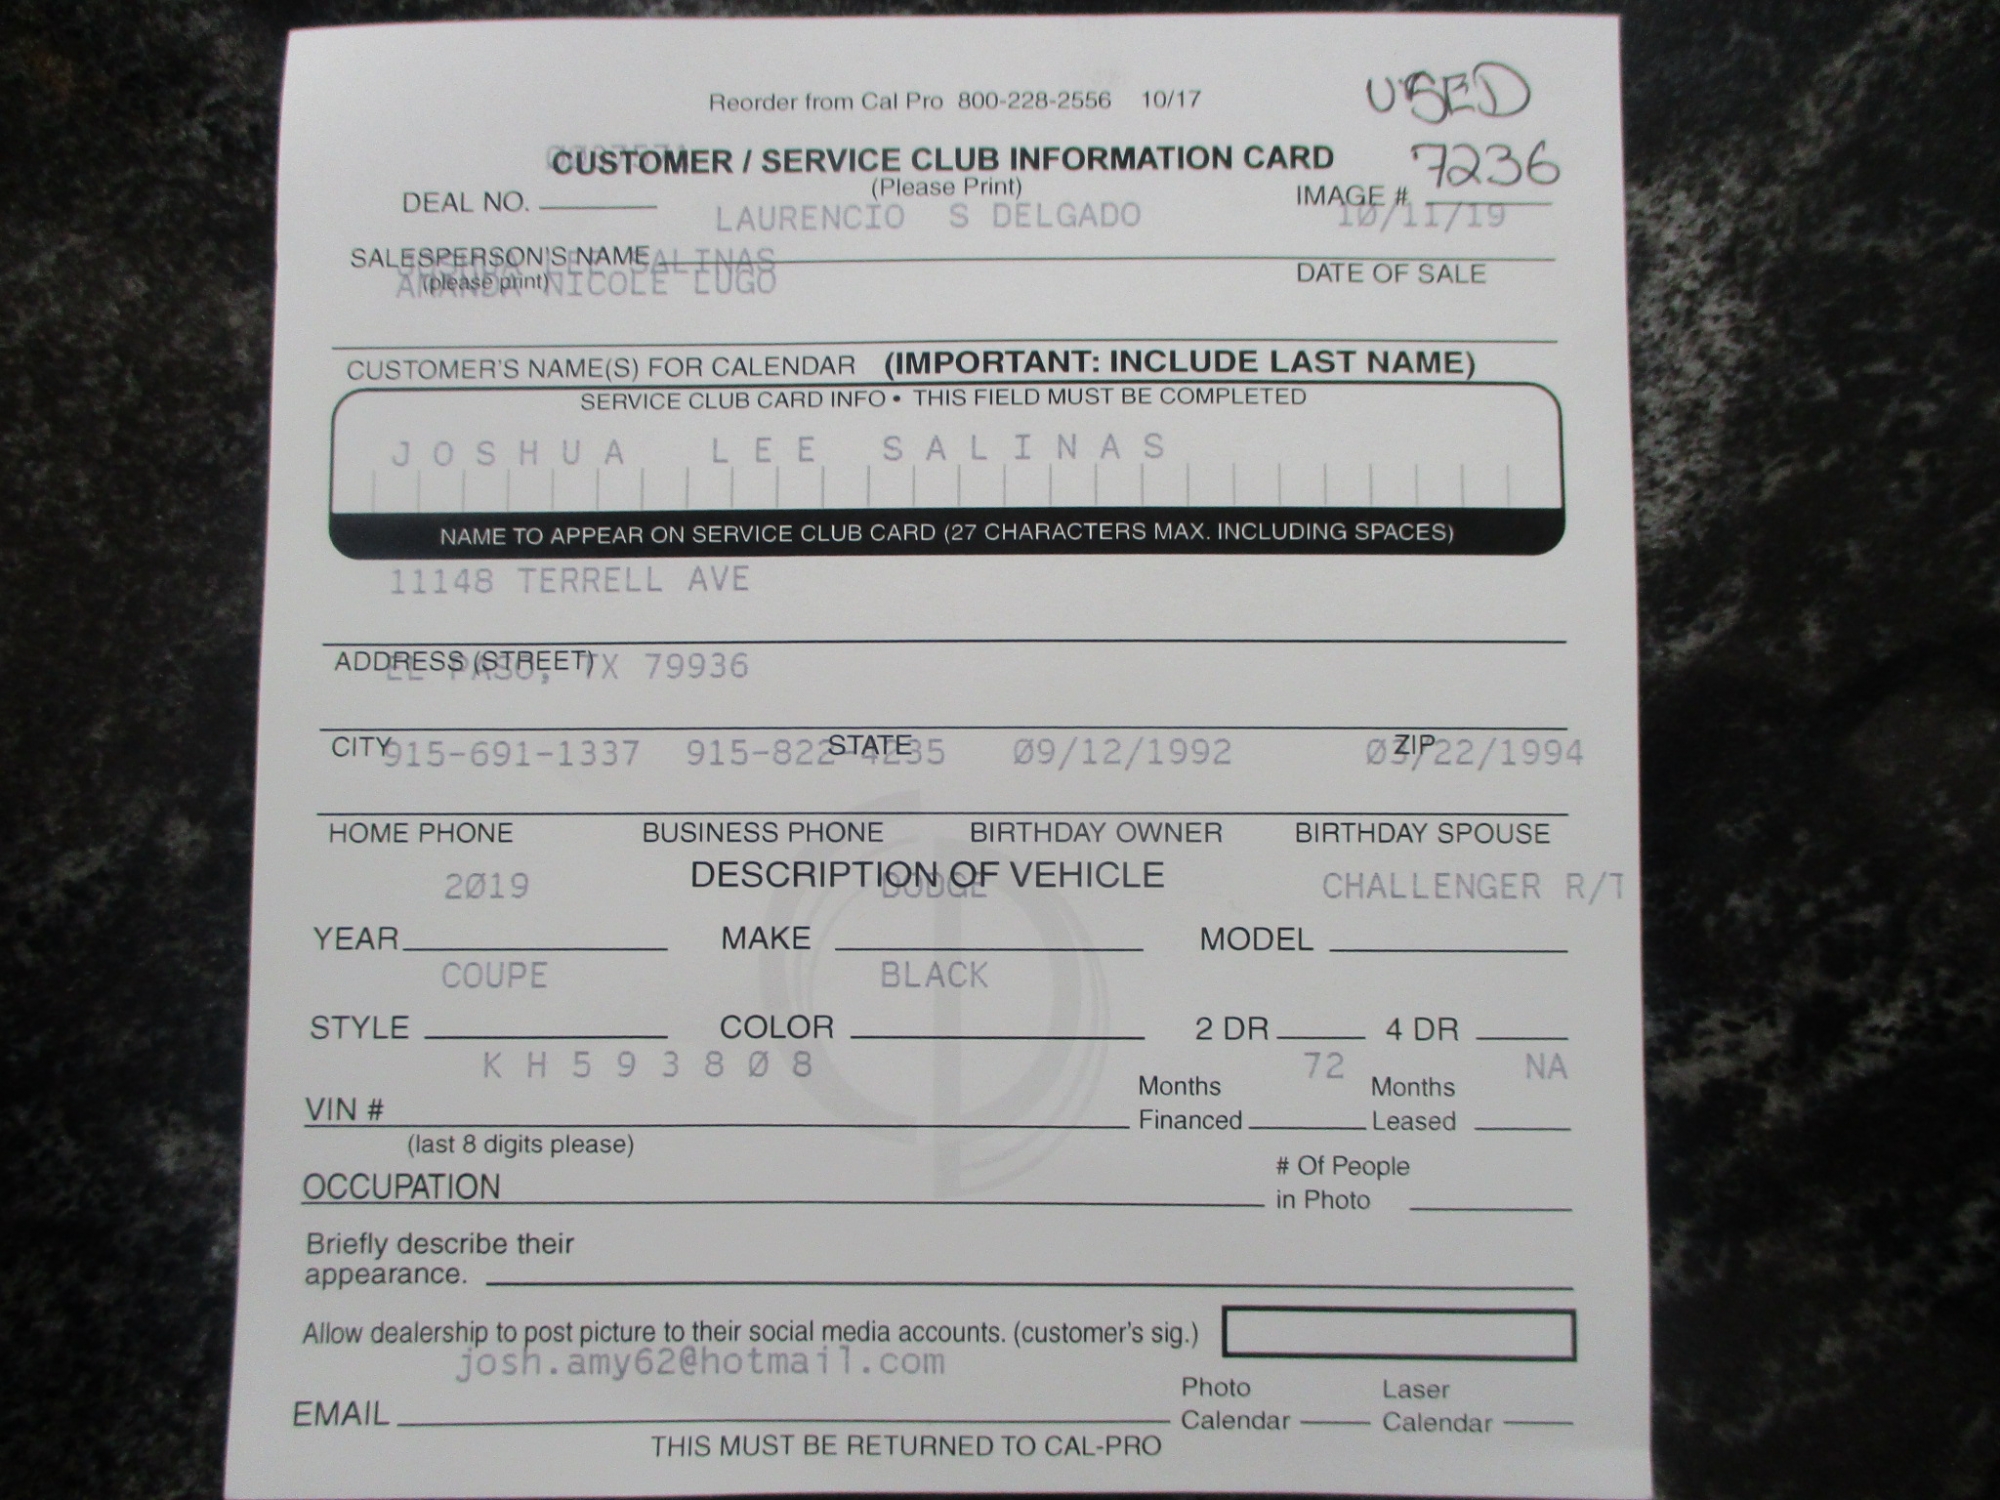 Reorder from Cal Pro 800-228-2556 10/17
USED
CUSTOMER / SERVICE CLUB INFORMATION CARD
7236
(Please Print)
DEAL NO. IMAGE #
LAURENCIO S DELGADO 10/11/19
SALESPERSON'S NAME SALINAS
(please print) AMANDA NICOLE LUGO DATE OF SALE
CUSTOMER'S NAME(S) FOR CALENDAR (IMPORTANT: INCLUDE LAST NAME)
SERVICE CLUB CARD INFO • THIS FIELD MUST BE COMPLETED
JOSHUA LEE SALINAS
NAME TO APPEAR ON SERVICE CLUB CARD (27 CHARACTERS MAX. INCLUDING SPACES)
11148 TERRELL AVE
ADDRESS (STREET)
EL PASO, TX 79936
CITY STATE ZIP
915-691-1337 09/12/1992
HOME PHONE BUSINESS PHONE BIRTHDAY OWNER BIRTHDAY SPOUSE
DESCRIPTION OF VEHICLE
2019 DODGE CHALLENGER R/T
YEAR MAKE MODEL
COUPE BLACK
STYLE COLOR 2 DR 4 DR
KH593808 72 NA
VIN # Months Financed Months Leased
(last 8 digits please)
OCCUPATION # Of People in Photo
Briefly describe their
appearance.
Allow dealership to post picture to their social media accounts. (customer's sig.)
josh.amy62@hotmail.com
EMAIL Photo Calendar Laser Calendar
THIS MUST BE RETURNED TO CAL-PRO